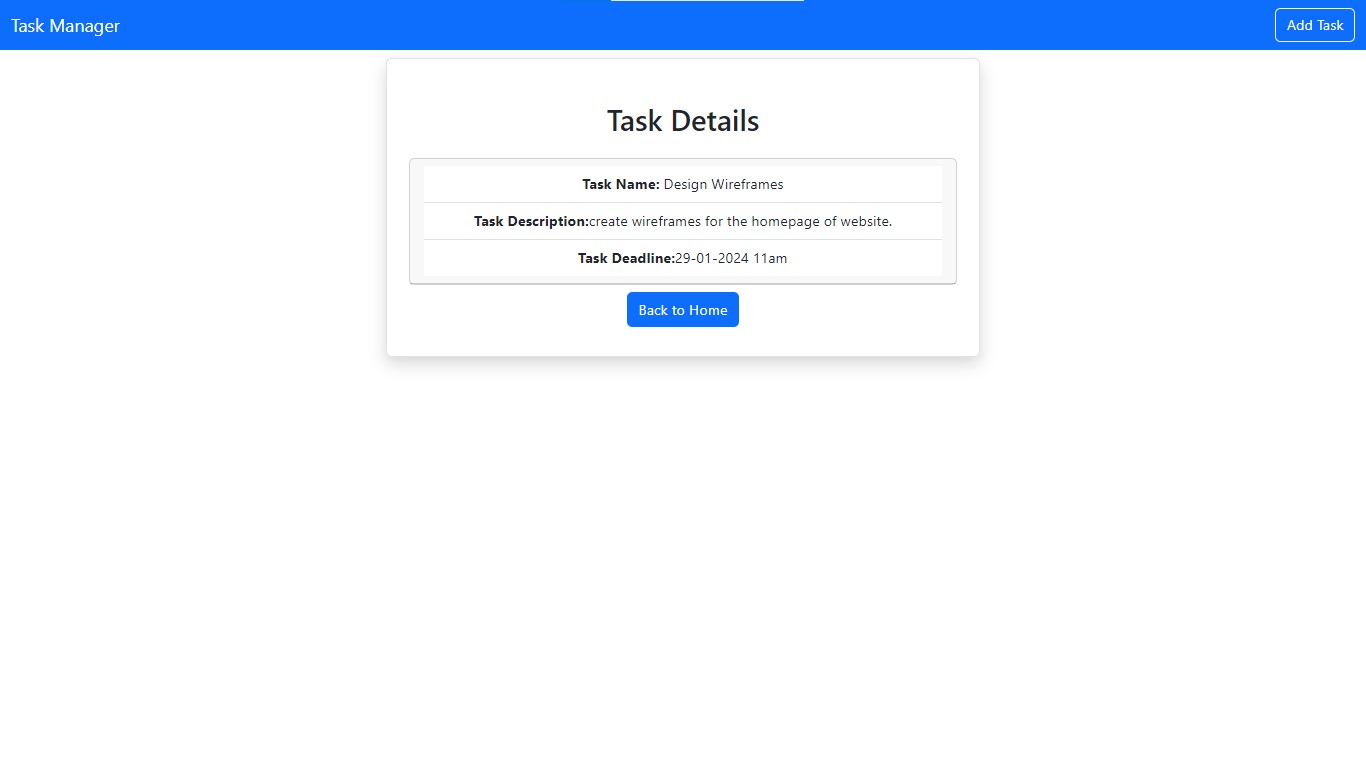 Task Manager
Add Task
Task Details
Task Name: Design Wireframes
Task Description:create wireframes for the homepage of website.
Task Deadline:29-01-2024 11am
Back to Home